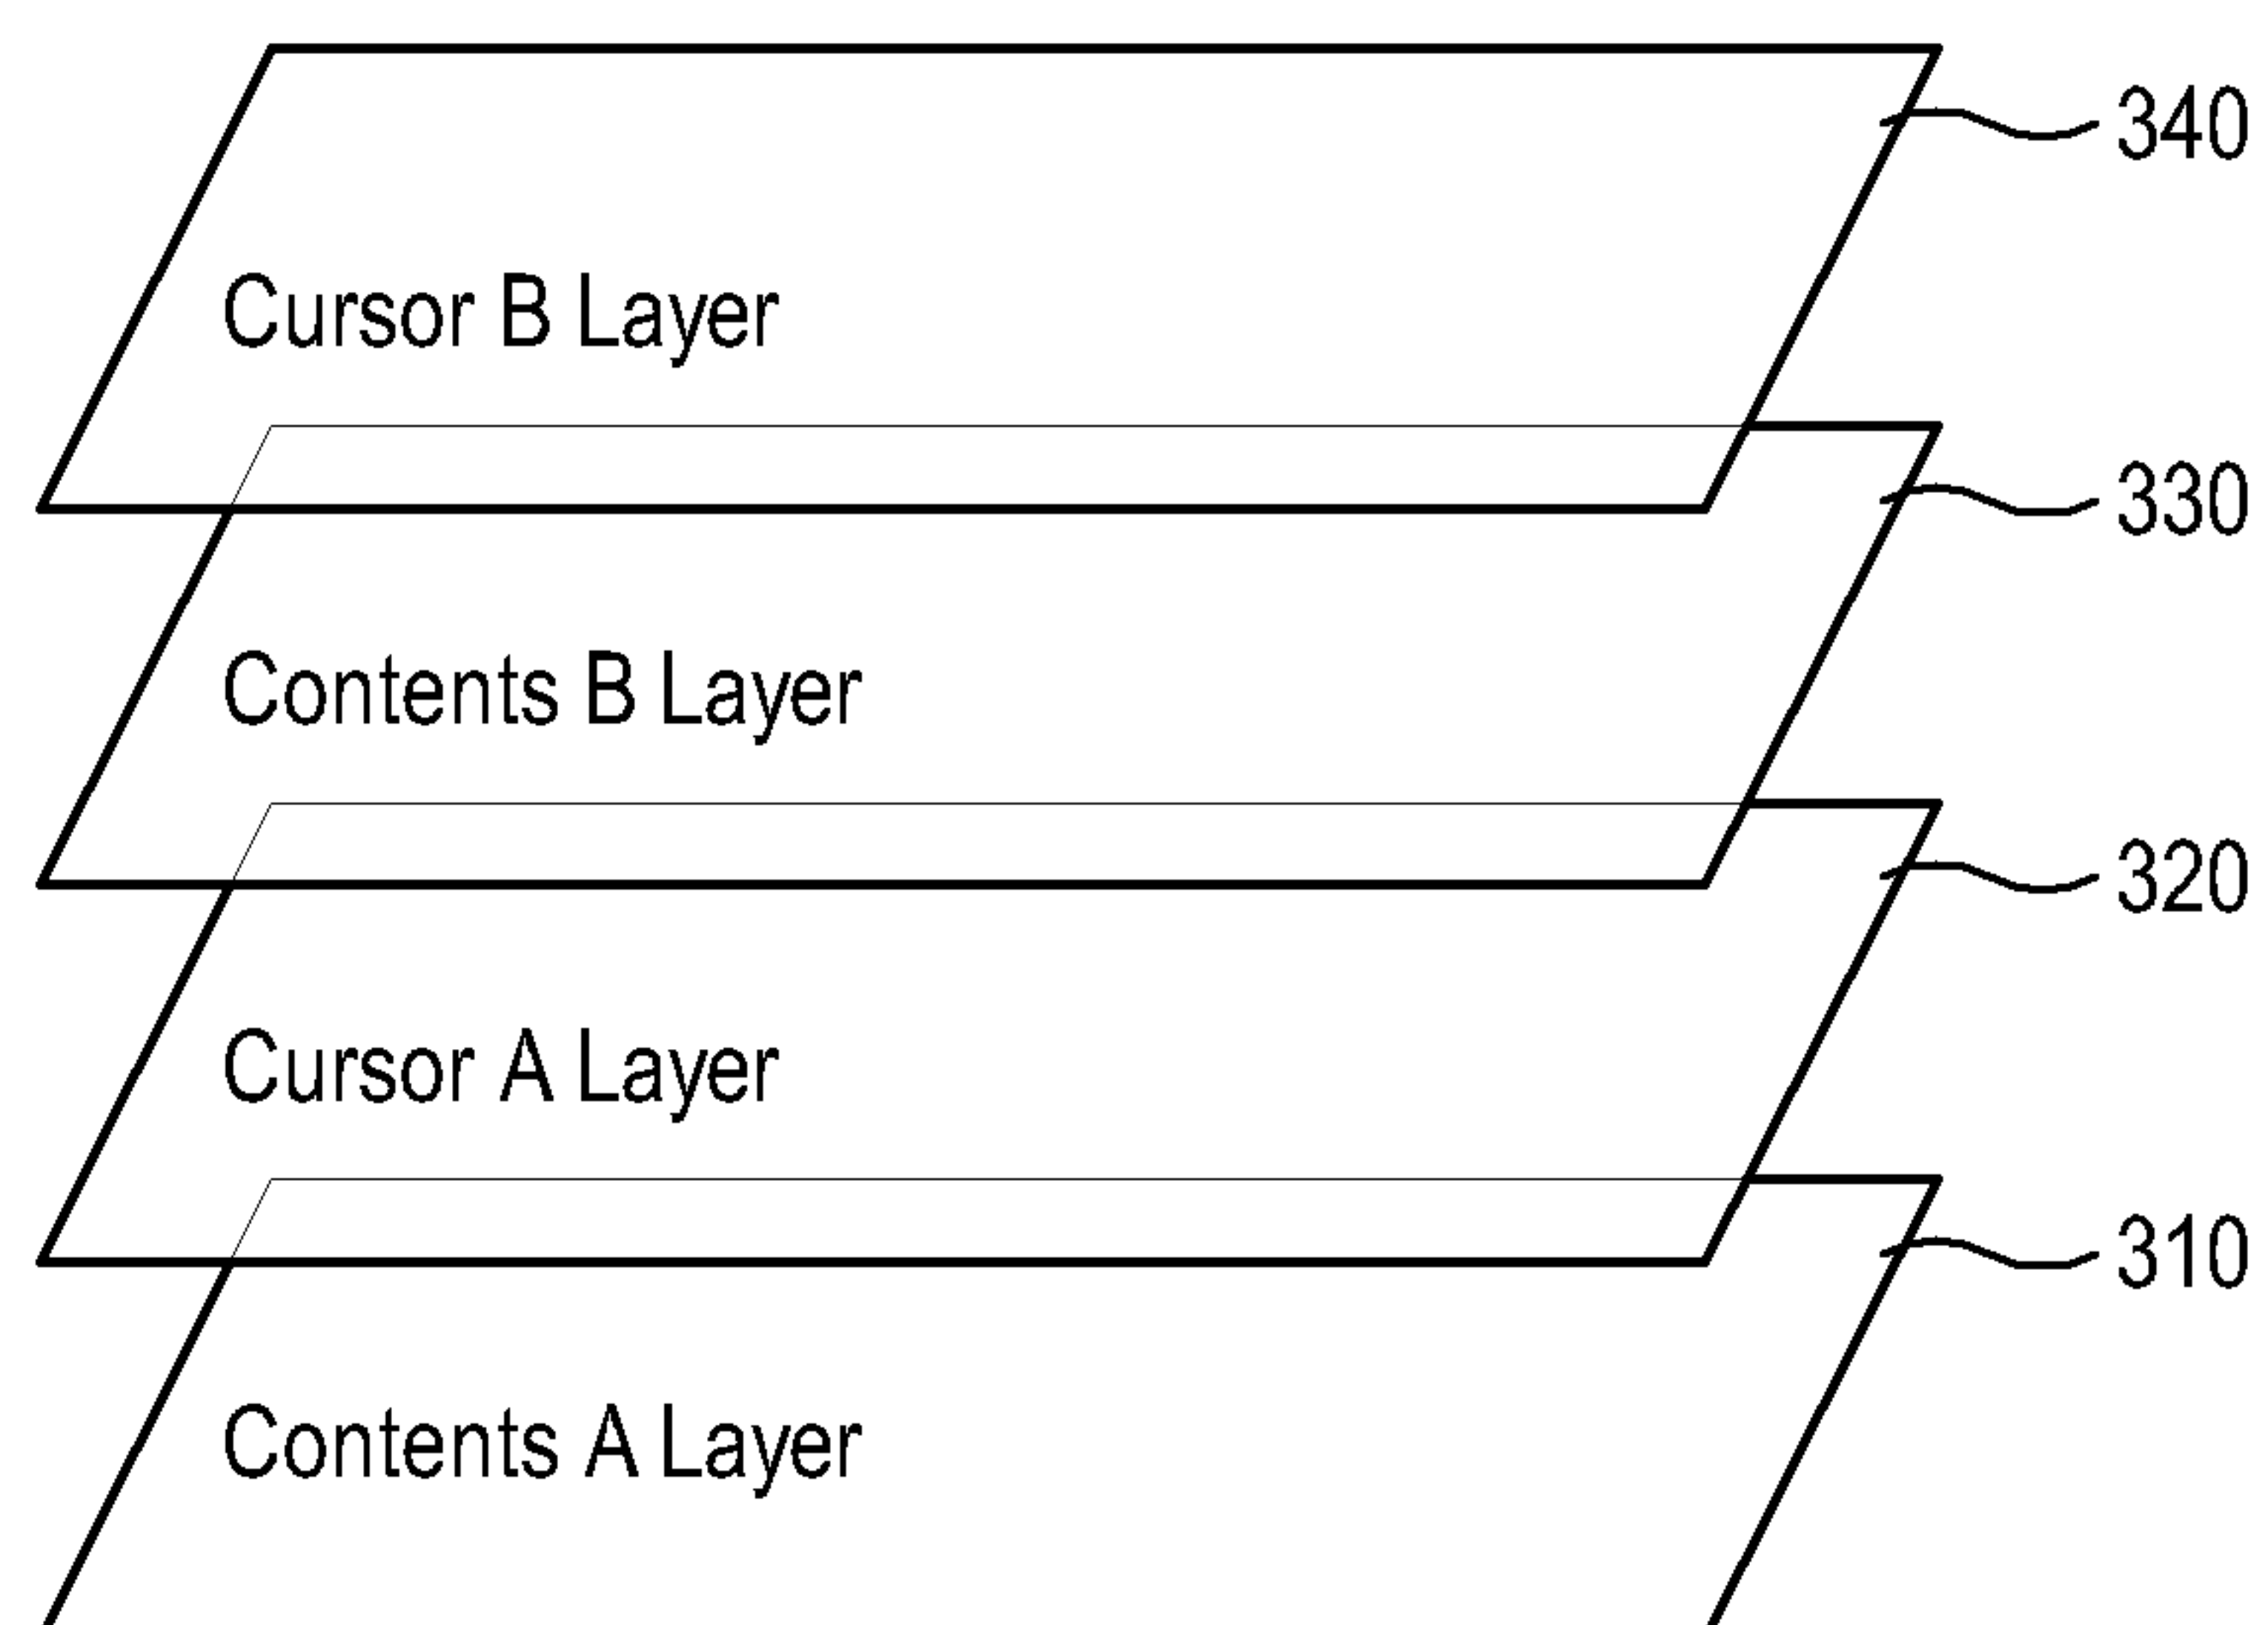 340
Cursor B Layer
330
Contents B Layer
320
Cursor A Layer
310
Contents A Layer